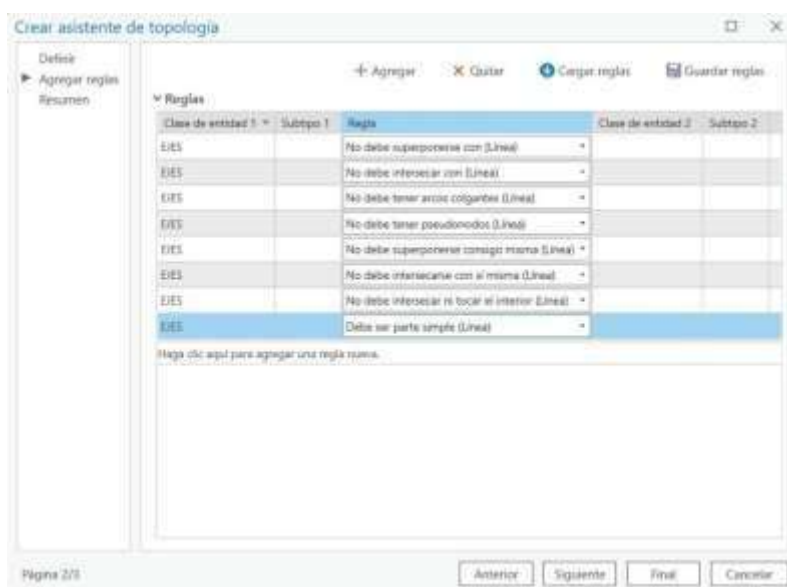 Crear asistente de topología
Definir
Agregar reglas
Resumen
Agregar Quitar Cargar reglas Guardar reglas
Reglas
Clase de entidad 1 Subtipo 1 Regla Clase de entidad 2 Subtipo 2
EJES No debe superponerse con (Línea)
EJES No debe intersecar con (Línea)
EJES No debe tener arcos colgantes (Línea)
EJES No debe tener pseudonodos (Línea)
EJES No debe superponerse consigo misma (Línea)
EJES No debe intersecarse con sí misma (Línea)
EJES No debe intersecar ni tocar el interior (Línea)
EJES Debe ser parte simple (Línea)
Haga clic aquí para agregar una regla nueva.
Página 2/3 Anterior Siguiente Final Cancelar